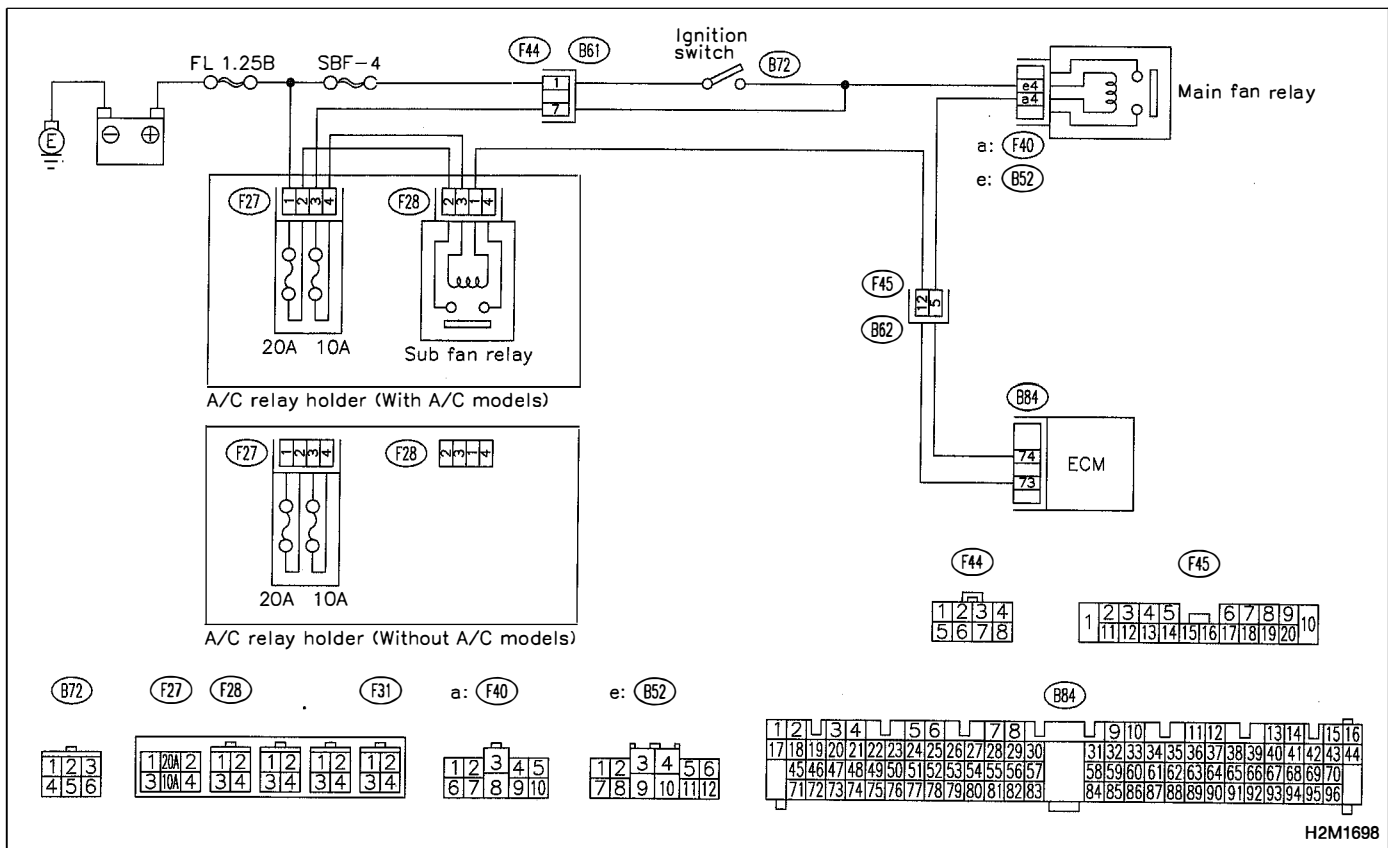 FL 1.25B
SBF-4
F44
B61
Ignition
switch
B72
E
1
7
e4
a4
Main fan relay
a: F40
e: B52
F27
1 2 3 4
F28
2 3 1 4
20A 10A
Sub fan relay
A/C relay holder (With A/C models)
F45
12 5
B62
B84
74
73
ECM
F27
1 2 3 4
F28
2 3 1 4
20A 10A
A/C relay holder (Without A/C models)
F44
1 2 3 4
5 6 7 8
F45
1 2 3 4 5 6 7 8 9 10
11 12 13 14 15 16 17 18 19 20
B72
1 2 3
4 5 6
F27 F28 F31
1 20A 2 1 2 1 2 1 2 1 2
3 10A 4 3 4 3 4 3 4 3 4
a: F40
1 2 3 4 5
6 7 8 9 10
e: B52
1 2 3 4 5 6
7 8 9 10 11 12
B84
1 2 3 4 5 6 7 8 9 10 11 12 13 14 15 16
17 18 19 20 21 22 23 24 25 26 27 28 29 30 31 32 33 34 35 36 37 38 39 40 41 42 43 44
45 46 47 48 49 50 51 52 53 54 55 56 57 58 59 60 61 62 63 64 65 66 67 68 69 70
71 72 73 74 75 76 77 78 79 80 81 82 83 84 85 86 87 88 89 90 91 92 93 94 95 96
H2M1698